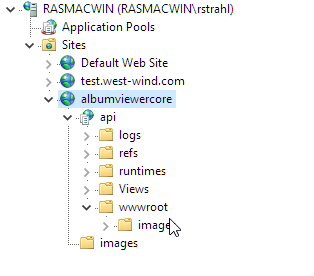 RASMACWIN (RASMACWIN\rstrahl)
Application Pools
Sites
Default Web Site
test.west-wind.com
albumviewercore
api
logs
refs
runtimes
Views
wwwroot
image
images